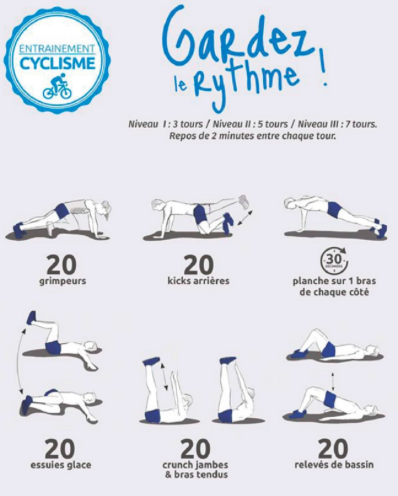 ENTRAINEMENT
CYCLISME
Gardez
le Rythme !
Niveau I : 3 tours / Niveau II : 5 tours / Niveau III : 7 tours.
Repos de 2 minutes entre chaque tour.
20
grimpeurs
20
kicks arrières
30
planche sur 1 bras
de chaque côté
20
essuies glace
20
crunch jambes
& bras tendus
20
relevés de bassin